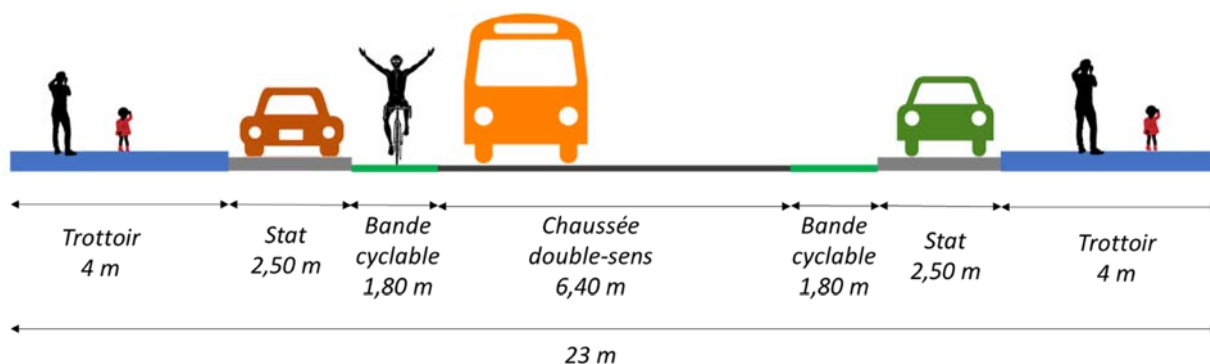 Trottoir
4 m
Stat
2,50 m
Bande
cyclable
1,80 m
Chaussée
double-sens
6,40 m
Bande
cyclable
1,80 m
Stat
2,50 m
Trottoir
4 m
23 m